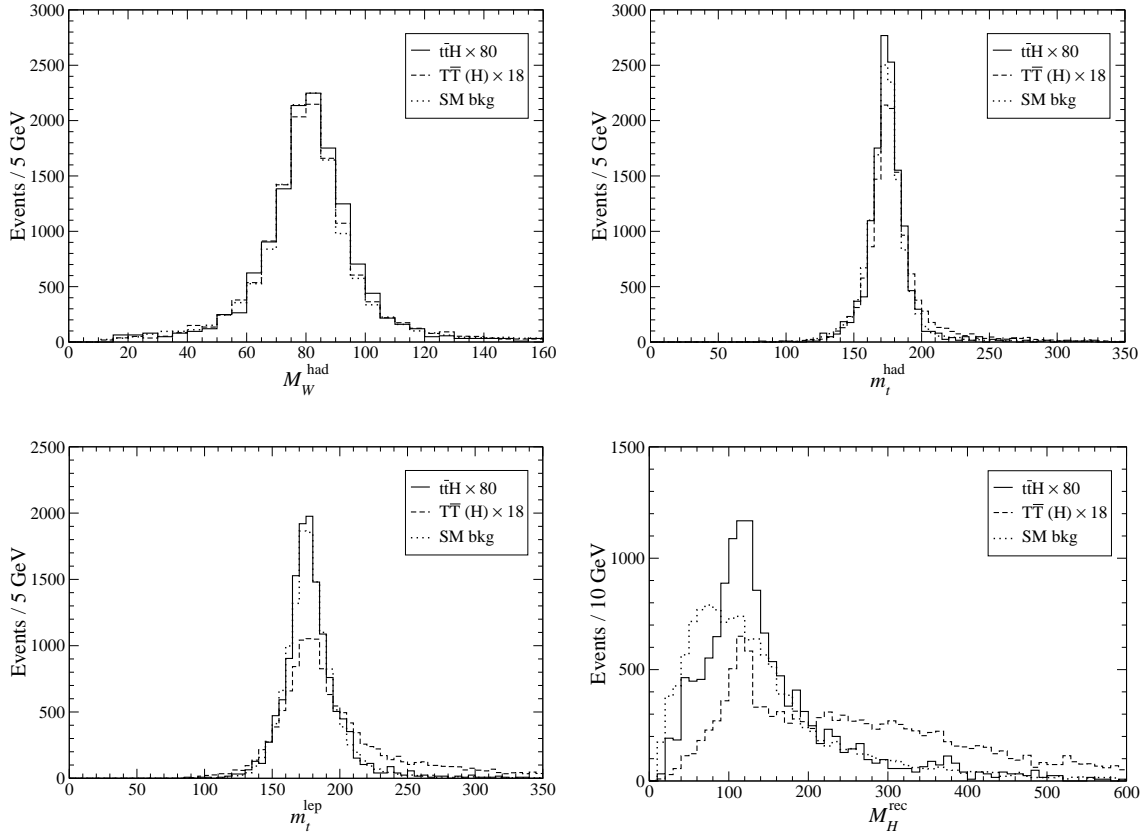 3000
2500
2000
1500
1000
500
0
Events / 5 GeV
tt̄H × 80
TT̄ (H) × 18
SM bkg
0 20 40 60 80 100 120 140 160
M_W^had
3000
2500
2000
1500
1000
500
0
Events / 5 GeV
tt̄H × 80
TT̄ (H) × 18
SM bkg
0 50 100 150 200 250 300 350
m_t^had
2500
2000
1500
1000
500
0
Events / 5 GeV
tt̄H × 80
TT̄ (H) × 18
SM bkg
0 50 100 150 200 250 300 350
m_t^lep
1500
1000
500
0
Events / 10 GeV
tt̄H × 80
TT̄ (H) × 18
SM bkg
0 100 200 300 400 500 600
M_H^rec